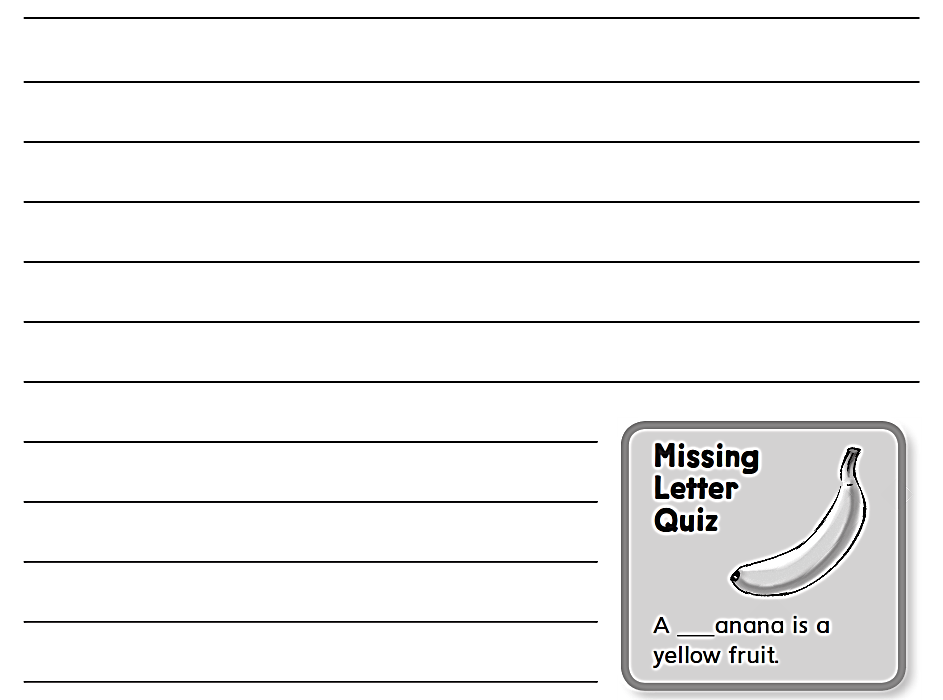 Missing
Letter
Quiz
A ___anana is a
yellow fruit.